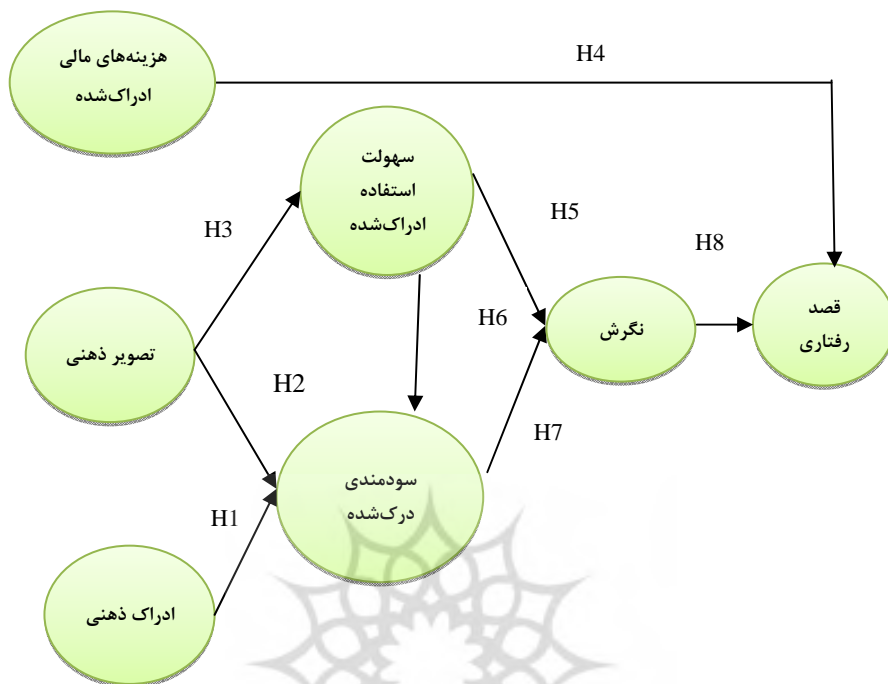 هزینه‌های مالی
ادراک‌شده
H4
سهولت
استفاده
ادراک‌شده
H3
H5
H8
تصویر ذهنی
H6
نگرش
قصد
رفتاری
H2
H7
سودمندی
درک‌شده
H1
ادراک ذهنی